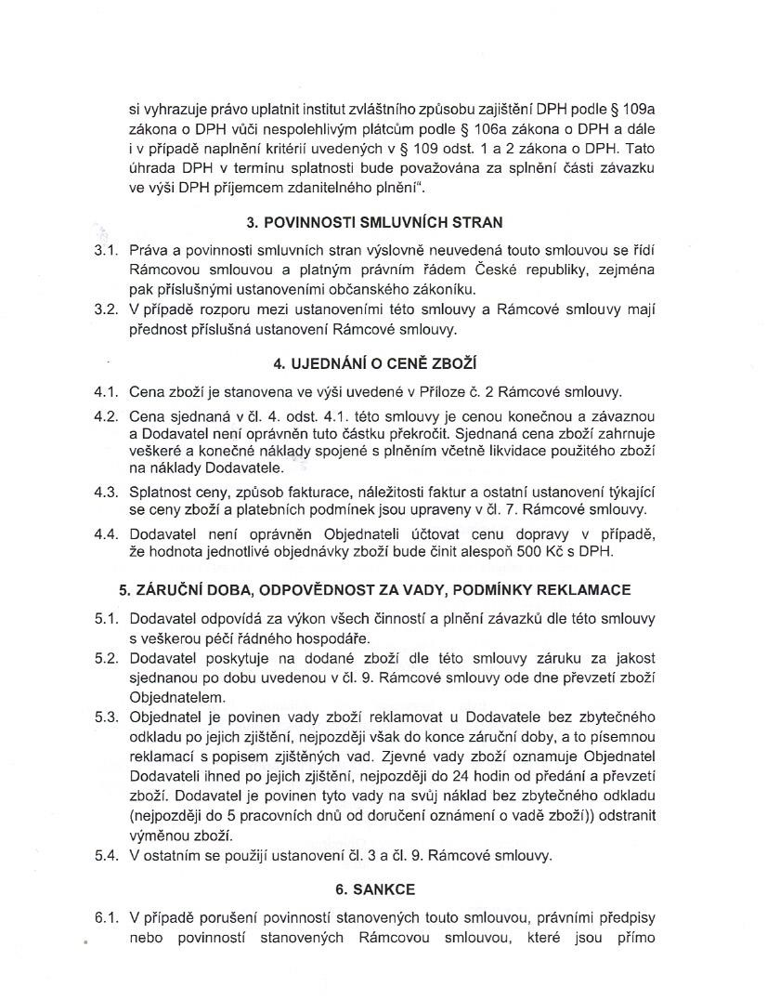 si vyhrazuje právo uplatnit institut zvláštního způsobu zajištění DPH podle § 109a
zákona o DPH vůči nespolehlivým plátcům podle § 106a zákona o DPH a dále
i v případě naplnění kritérií uvedených v § 109 odst. 1 a 2 zákona o DPH. Tato
úhrada DPH v termínu splatnosti bude považována za splnění části závazku
ve výši DPH příjemcem zdanitelného plnění“.
3. POVINNOSTI SMLUVNÍCH STRAN
3.1. Práva a povinnosti smluvních stran výslovně neuvedená touto smlouvou se řídí
Rámcovou smlouvou a platným právním řádem České republiky, zejména
pak příslušnými ustanoveními občanského zákoníku.
3.2. V případě rozporu mezi ustanoveními této smlouvy a Rámcové smlouvy mají
přednost příslušná ustanovení Rámcové smlouvy.
4. UJEDNÁNÍ O CENĚ ZBOŽÍ
4.1. Cena zboží je stanovena ve výši uvedené v Příloze č. 2 Rámcové smlouvy.
4.2. Cena sjednaná v čl. 4. odst. 4.1. této smlouvy je cenou konečnou a závaznou
a Dodavatel není oprávněn tuto částku překročit. Sjednaná cena zboží zahrnuje
veškeré a konečné náklady spojené s plněním včetně likvidace použitého zboží
na náklady Dodavatele.
4.3. Splatnost ceny, způsob fakturace, náležitosti faktur a ostatní ustanovení týkající
se ceny zboží a platebních podmínek jsou upraveny v čl. 7. Rámcové smlouvy.
4.4. Dodavatel není oprávněn Objednateli účtovat cenu dopravy v případě,
že hodnota jednotlivé objednávky zboží bude činit alespoň 500 Kč s DPH.
5. ZÁRUČNÍ DOBA, ODPOVĚDNOST ZA VADY, PODMÍNKY REKLAMACE
5.1. Dodavatel odpovídá za výkon všech činností a plnění závazků dle této smlouvy
s veškerou péčí řádného hospodáře.
5.2. Dodavatel poskytuje na dodané zboží dle této smlouvy záruku za jakost
sjednanou po dobu uvedenou v čl. 9. Rámcové smlouvy ode dne převzetí zboží
Objednatelem.
5.3. Objednatel je povinen vady zboží reklamovat u Dodavatele bez zbytečného
odkladu po jejich zjištění, nejpozději však do konce záruční doby, a to písemnou
reklamací s popisem zjištěných vad. Zjevné vady zboží oznamuje Objednatel
Dodavateli ihned po jejich zjištění, nejpozději do 24 hodin od předání a převzetí
zboží. Dodavatel je povinen tyto vady na svůj náklad bez zbytečného odkladu
(nejpozději do 5 pracovních dnů od doručení oznámení o vadě zboží)) odstranit
výměnou zboží.
5.4. V ostatním se použijí ustanovení čl. 3 a čl. 9. Rámcové smlouvy.
6. SANKCE
6.1. V případě porušení povinností stanovených touto smlouvou, právními předpisy
nebo povinností stanovených Rámcovou smlouvou, které jsou přímo